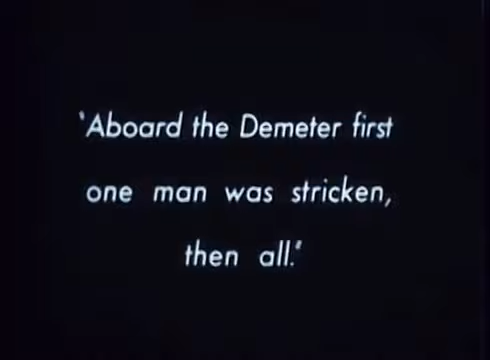 'Aboard the Demeter first
one man was stricken,
then all.'